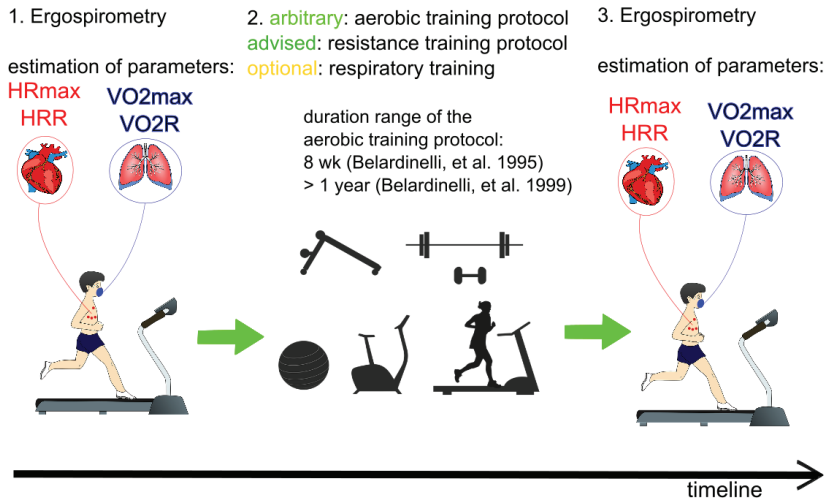 1. Ergospirometry
estimation of parameters:
HRmax
HRR
VO2max
VO2R
2. arbitrary: aerobic training protocol
advised: resistance training protocol
optional: respiratory training
duration range of the
aerobic training protocol:
8 wk (Belardinelli, et al. 1995)
> 1 year (Belardinelli, et al. 1999)
3. Ergospirometry
estimation of parameters:
HRmax
HRR
VO2max
VO2R
timeline